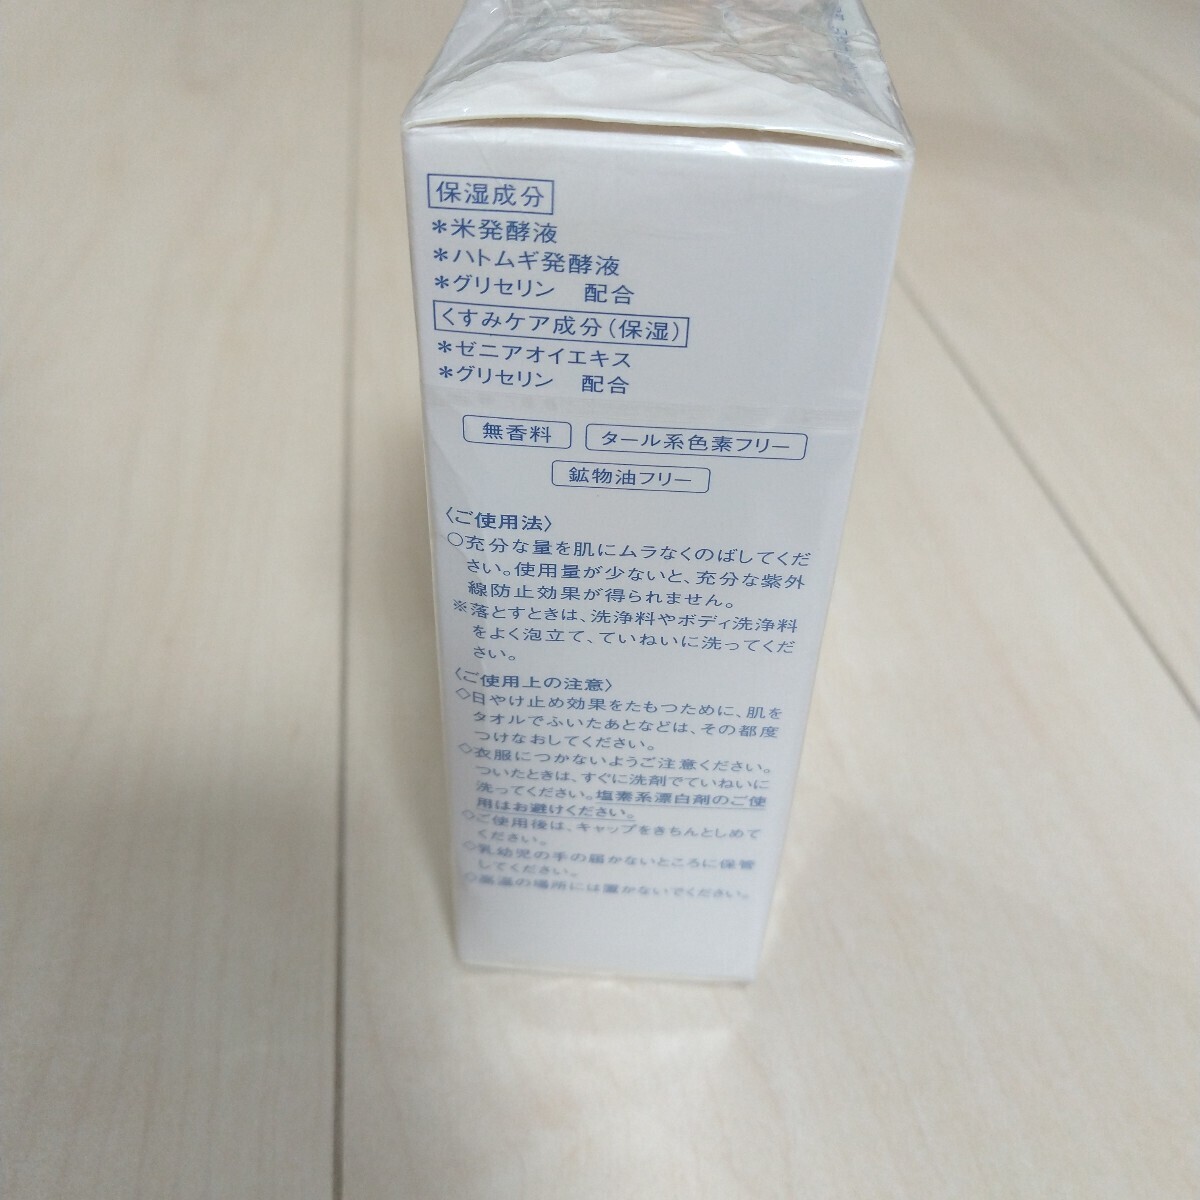 保湿成分
＊米発酵液
＊ハトムギ発酵液
＊グリセリン　配合
くすみケア成分（保湿）
＊ゼニアオイエキス
＊グリセリン　配合
無香料　タール系色素フリー
鉱物油フリー
〈ご使用法〉
○充分な量を肌にムラなくのばしてくだ
さい。使用量が少ないと、充分な紫外
線防止効果が得られません。
※落とすときは、洗浄料やボディ洗浄料
をよく泡立て、ていねいに洗ってくだ
さい。
〈ご使用上の注意〉
◇日やけ止め効果をたもつために、肌を
タオルでふいたあとなどは、その都度
つけなおしてください。
◇衣服につかないようご注意ください。
ついたときは、すぐに洗剤でていねいに
洗ってください。塩素系漂白剤のご使
用はお避けください。
◇ご使用後は、キャップをきちんとしめて
ください。
◇乳幼児の手の届かないところに保管
してください。
◇高温の場所には置かないでください。